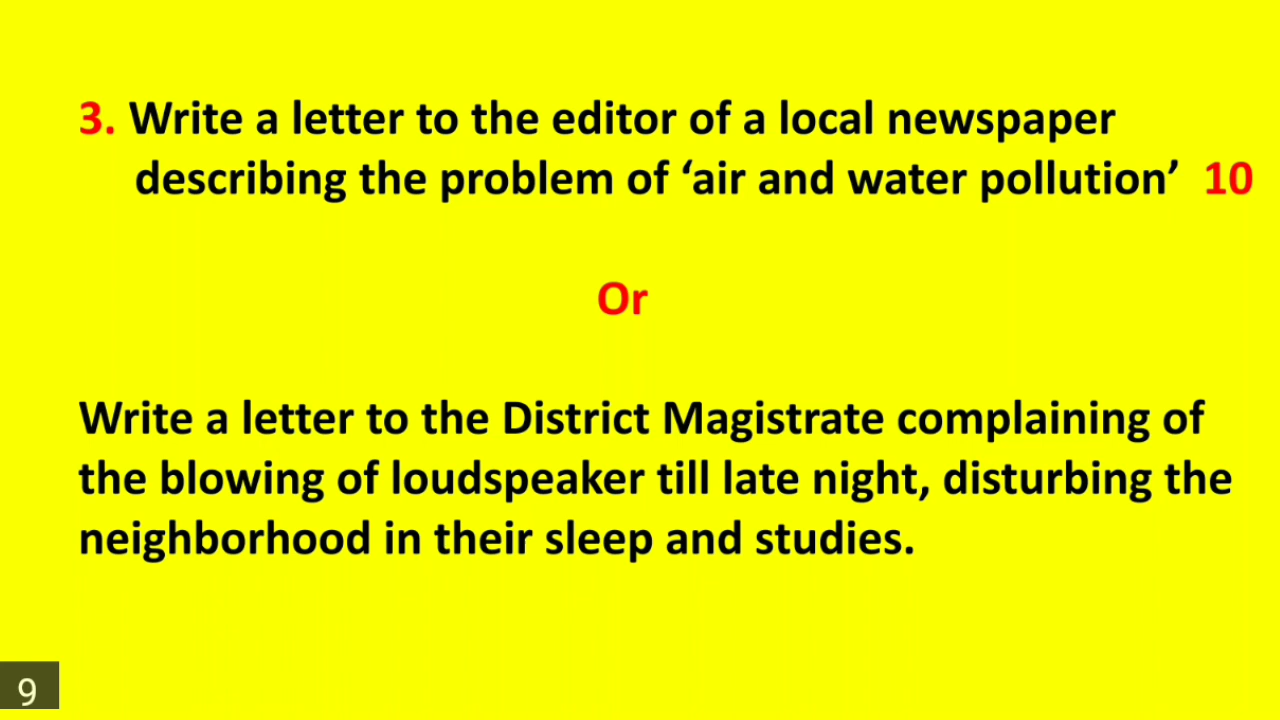 3. Write a letter to the editor of a local newspaper
describing the problem of ‘air and water pollution’ 10
Or
Write a letter to the District Magistrate complaining of
the blowing of loudspeaker till late night, disturbing the
neighborhood in their sleep and studies.
9